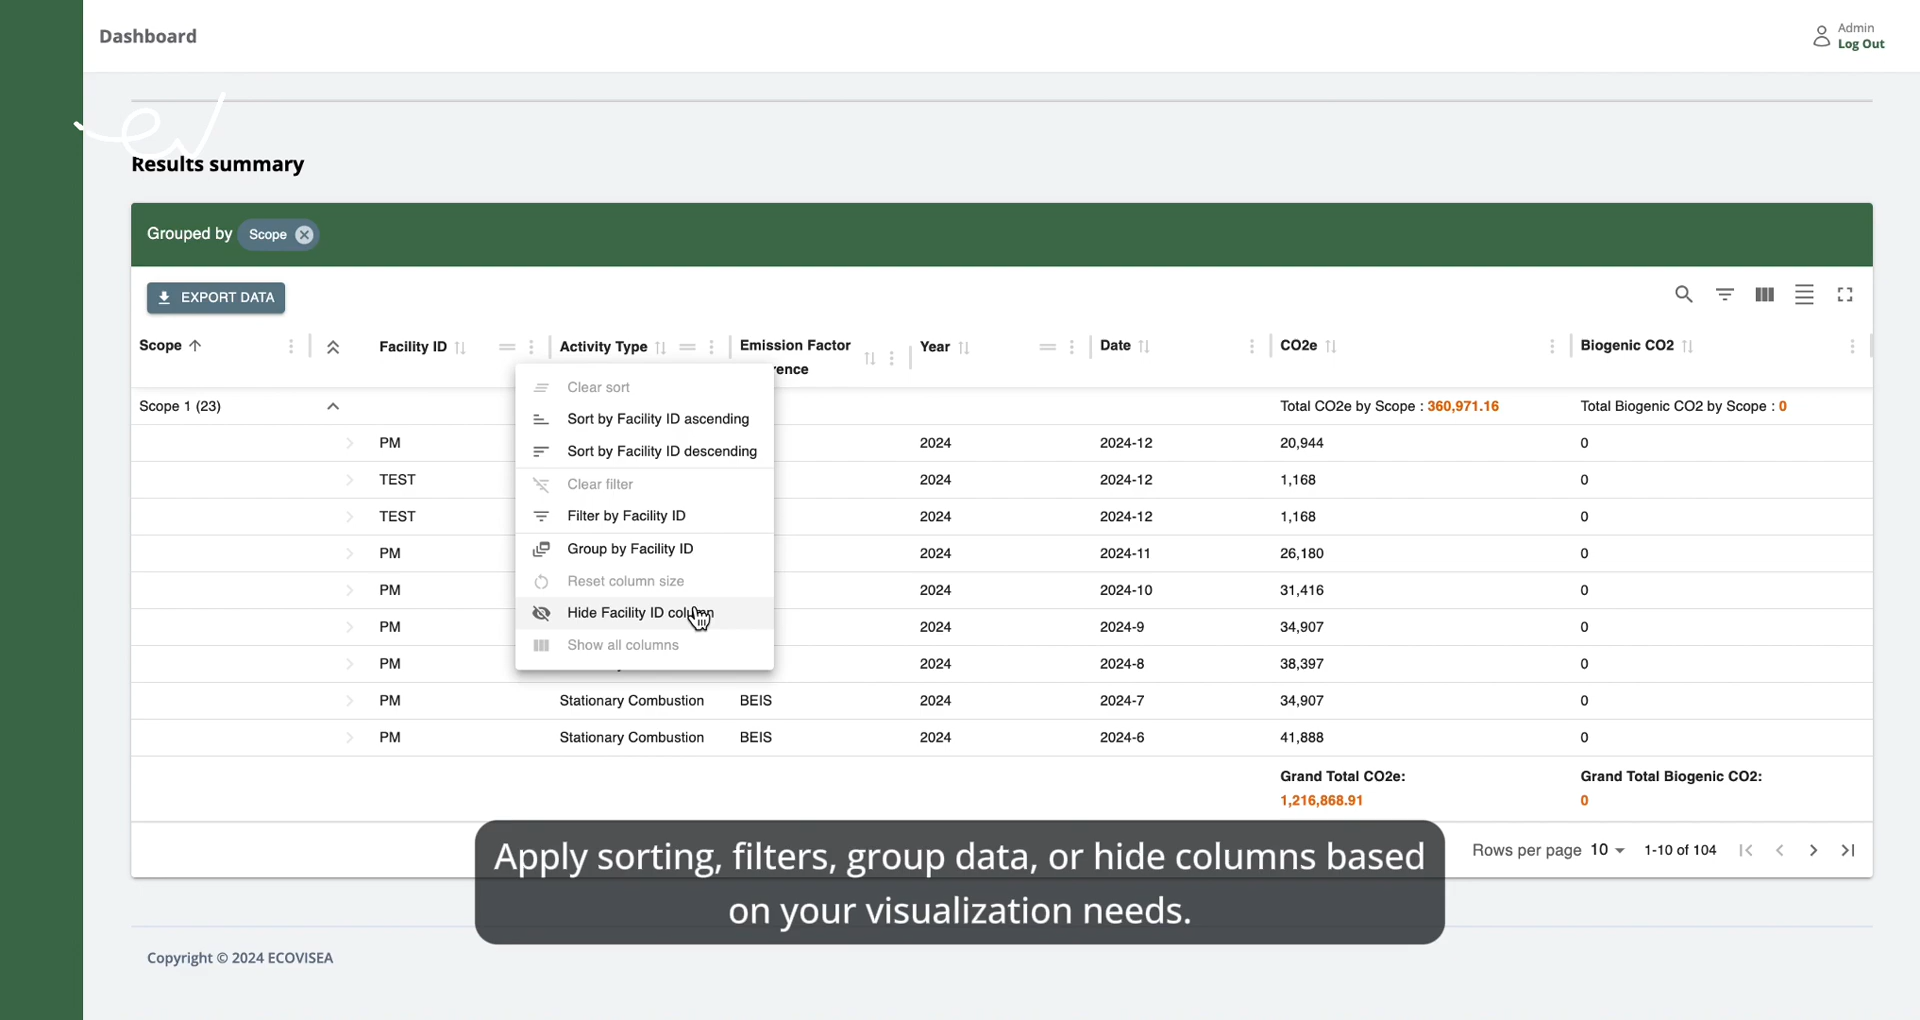 Dashboard
Admin
Log Out
ev
Results summary
Grouped by Scope
EXPORT DATA
Scope Facility ID Activity Type Emission Factor Year Date CO2e Biogenic CO2
rence
Clear sort
Sort by Facility ID ascending
Sort by Facility ID descending
Clear filter
Filter by Facility ID
Group by Facility ID
Reset column size
Hide Facility ID column
Show all columns
Scope 1 (23) Total CO2e by Scope : 360,971.16 Total Biogenic CO2 by Scope : 0
PM 2024 2024-12 20,944 0
TEST 2024 2024-12 1,168 0
TEST 2024 2024-12 1,168 0
PM 2024 2024-11 26,180 0
PM 2024 2024-10 31,416 0
PM 2024 2024-9 34,907 0
PM 2024 2024-8 38,397 0
PM Stationary Combustion BEIS 2024 2024-7 34,907 0
PM Stationary Combustion BEIS 2024 2024-6 41,888 0
Grand Total CO2e: Grand Total Biogenic CO2:
1,216,868.91 0
Rows per page 10 1-10 of 104
Apply sorting, filters, group data, or hide columns based
on your visualization needs.
Copyright © 2024 ECOVISEA